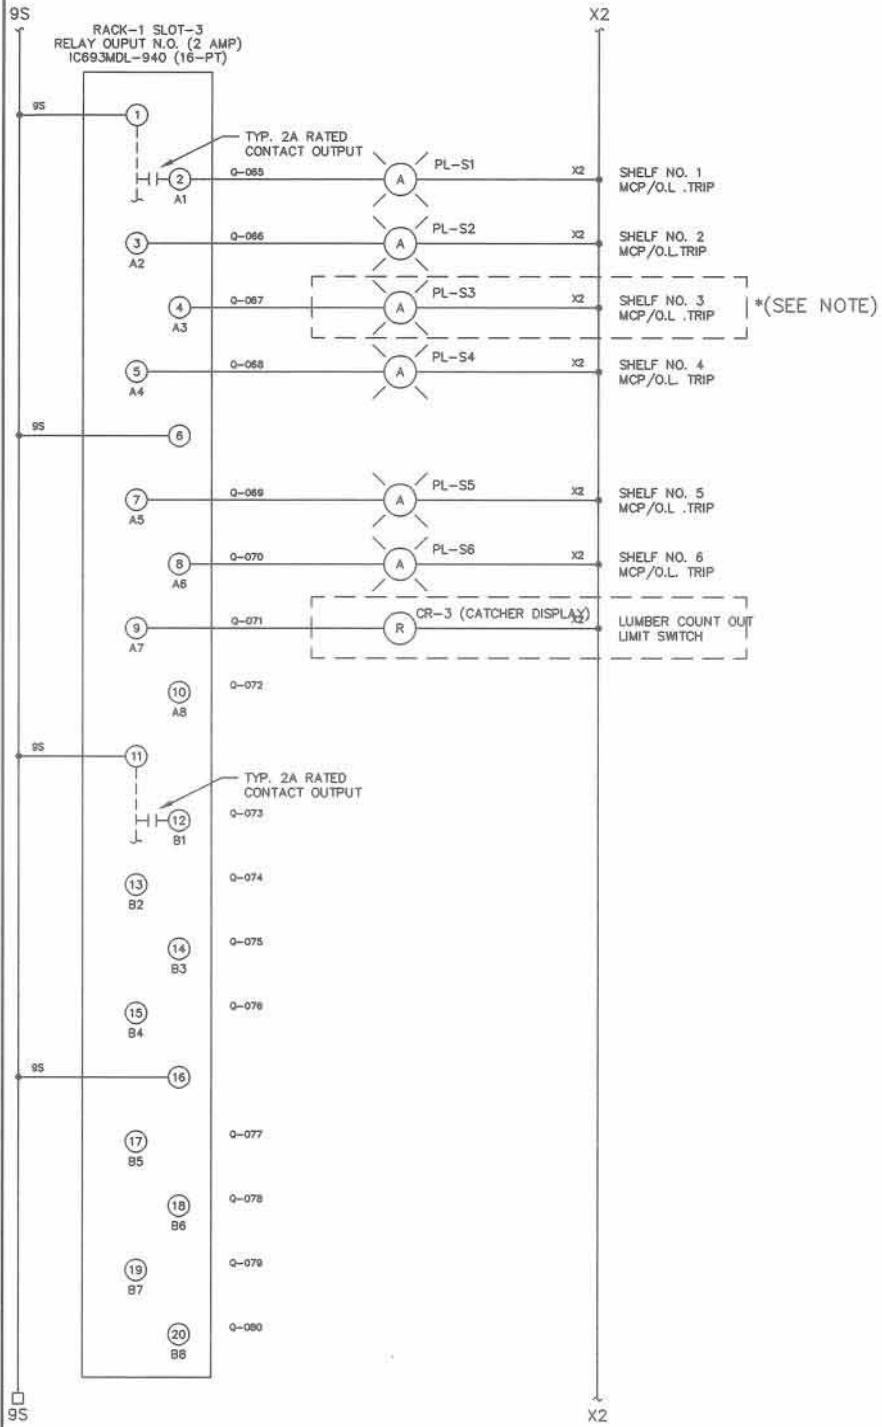 9S
X2
RACK-1 SLOT-3
RELAY OUPUT N.O. (2 AMP)
IC693MDL-940 (16-PT)
9S
1
TYP. 2A RATED
CONTACT OUTPUT
2
A1
Q-065
A
PL-S1
X2
SHELF NO. 1
MCP/O.L .TRIP
3
A2
Q-066
A
PL-S2
X2
SHELF NO. 2
MCP/O.L.TRIP
4
A3
Q-067
A
PL-S3
X2
SHELF NO. 3
MCP/O.L .TRIP
*(SEE NOTE)
5
A4
Q-068
A
PL-S4
X2
SHELF NO. 4
MCP/O.L. TRIP
9S
6
7
A5
Q-069
A
PL-S5
X2
SHELF NO. 5
MCP/O.L .TRIP
8
A6
Q-070
A
PL-S6
X2
SHELF NO. 6
MCP/O.L. TRIP
9
A7
Q-071
R
CR-3 (CATCHER DISPLAY)
X2
LUMBER COUNT OUT
LIMIT SWITCH
10
A8
Q-072
9S
11
TYP. 2A RATED
CONTACT OUTPUT
12
B1
Q-073
13
B2
Q-074
14
B3
Q-075
15
B4
Q-076
9S
16
17
B5
Q-077
18
B6
Q-078
19
B7
Q-079
20
B8
Q-080
9S
X2